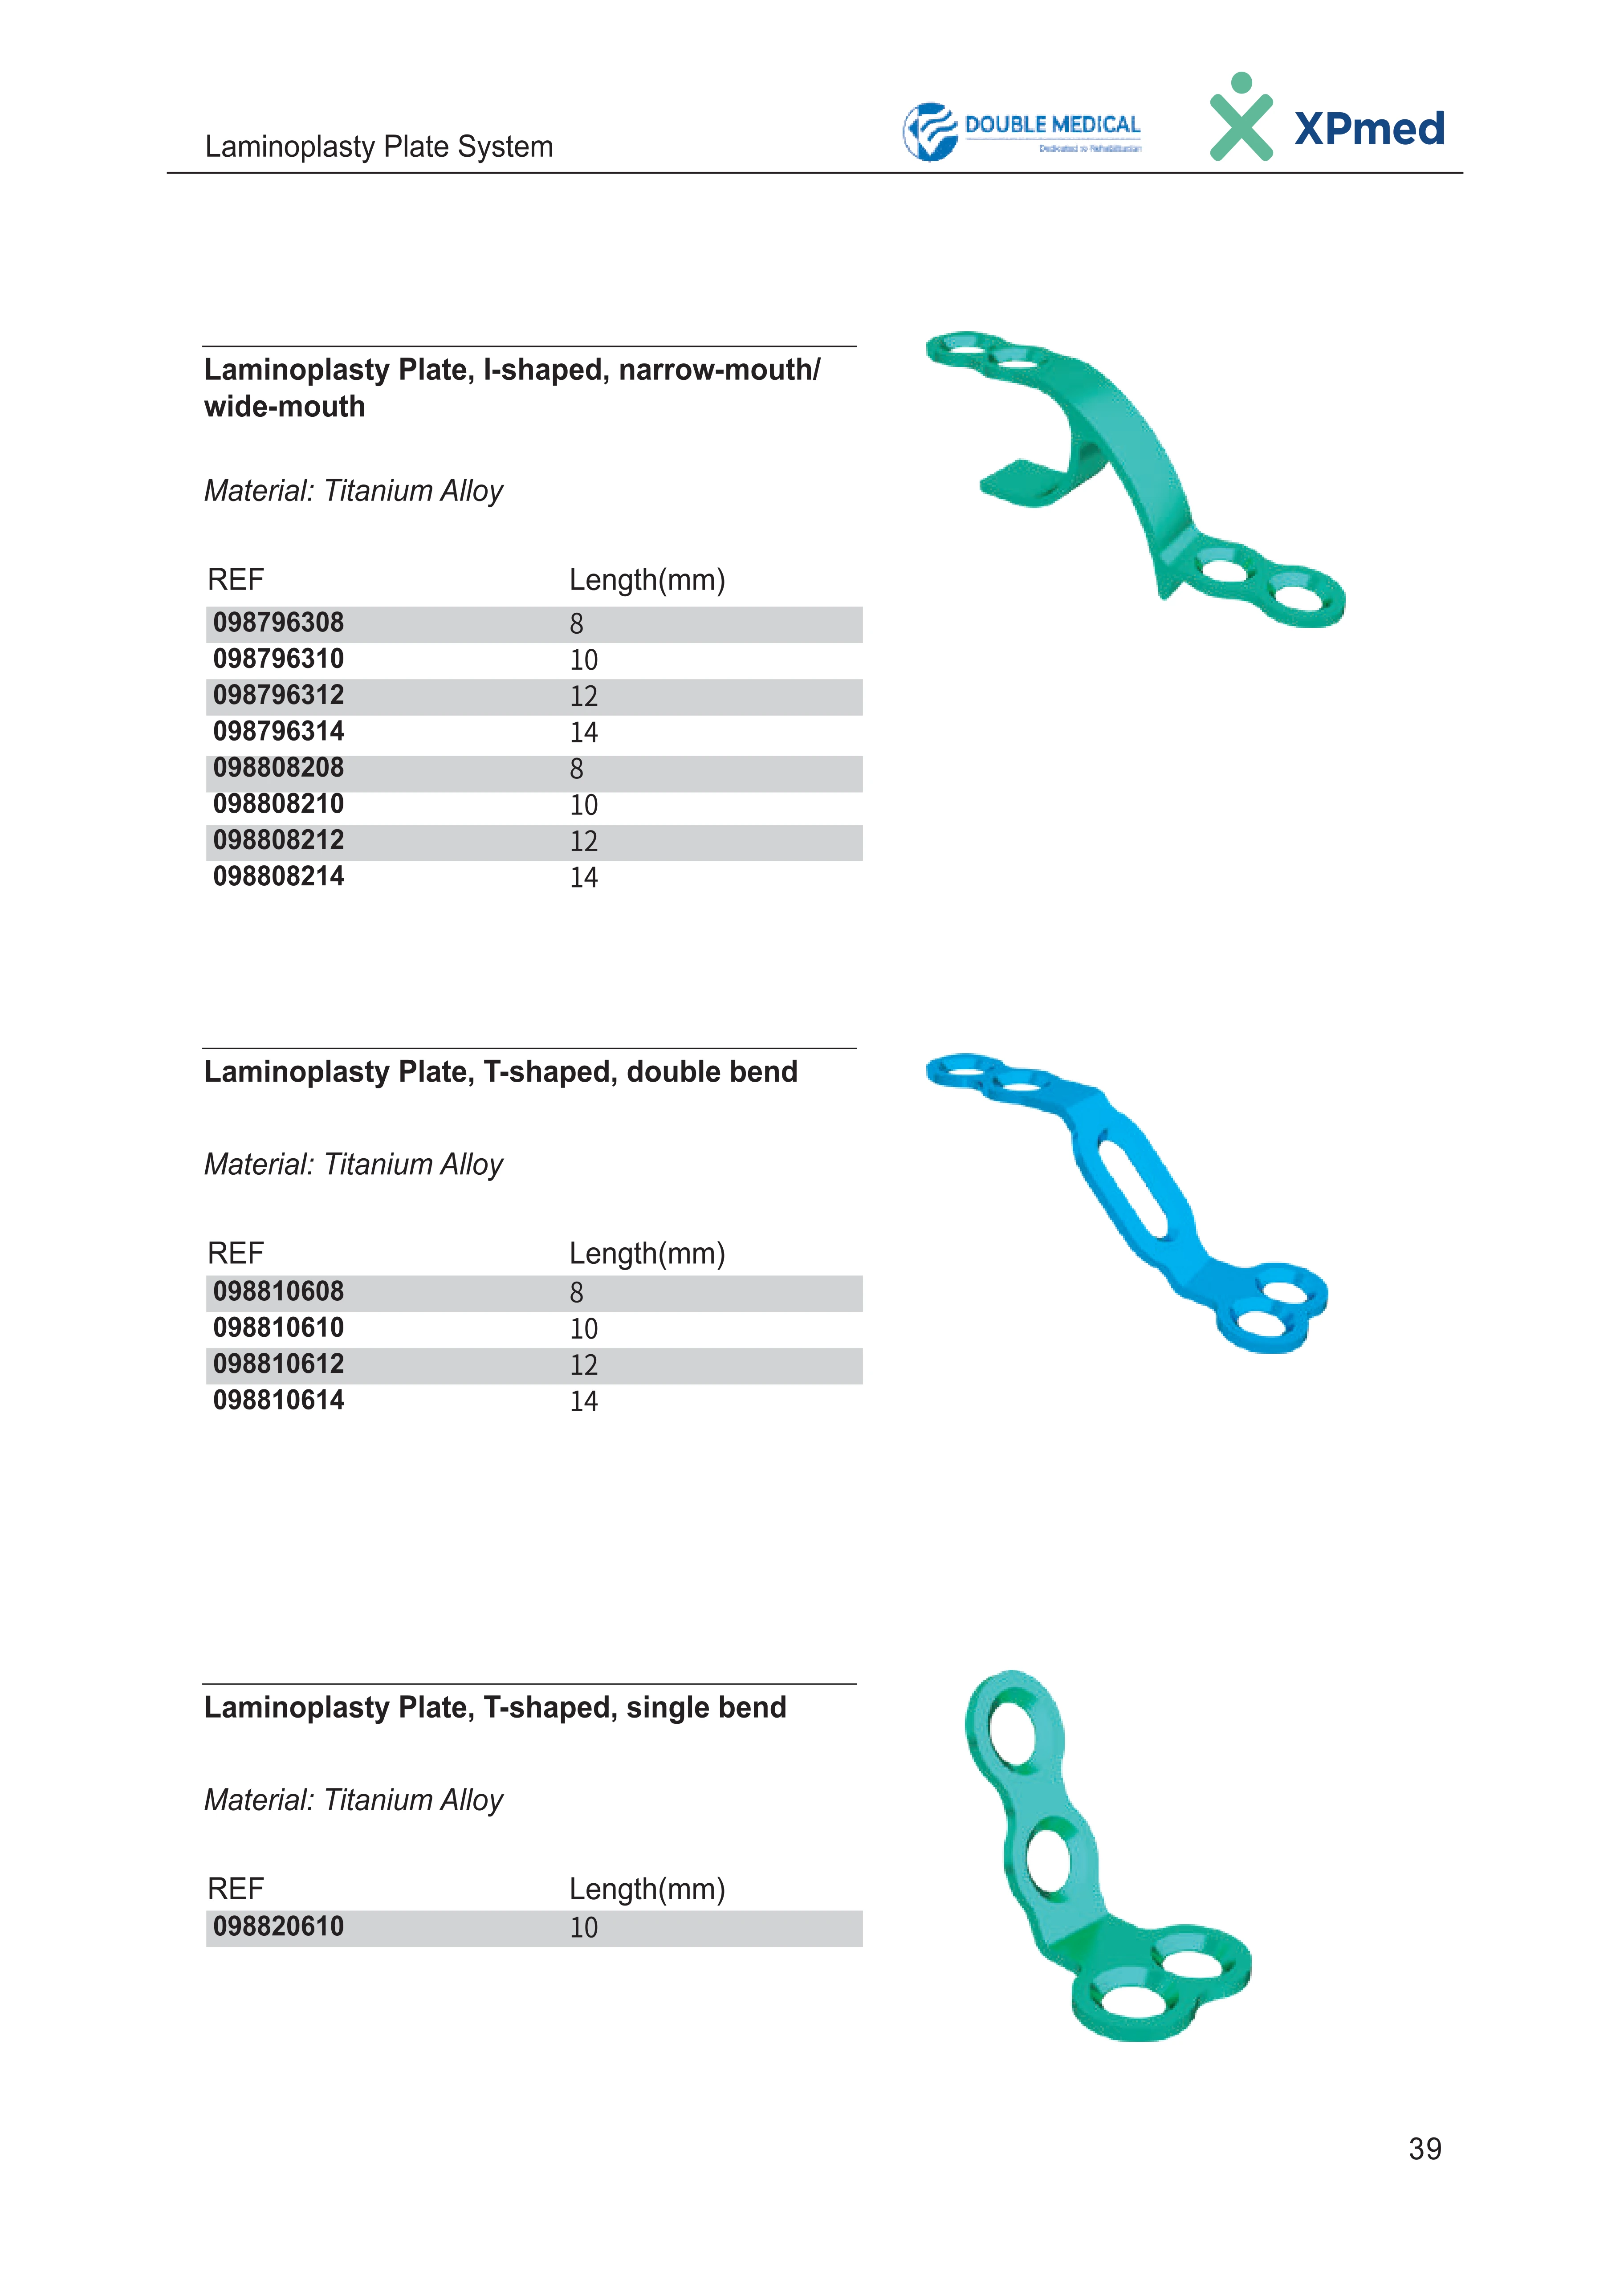 Laminoplasty Plate System
DOUBLE MEDICAL
Dedicated to Rehabilitation
XPmed
Laminoplasty Plate, I-shaped, narrow-mouth/
wide-mouth
Material: Titanium Alloy
REF Length(mm)
098796308 8
098796310 10
098796312 12
098796314 14
098808208 8
098808210 10
098808212 12
098808214 14
Laminoplasty Plate, T-shaped, double bend
Material: Titanium Alloy
REF Length(mm)
098810608 8
098810610 10
098810612 12
098810614 14
Laminoplasty Plate, T-shaped, single bend
Material: Titanium Alloy
REF Length(mm)
098820610 10
39